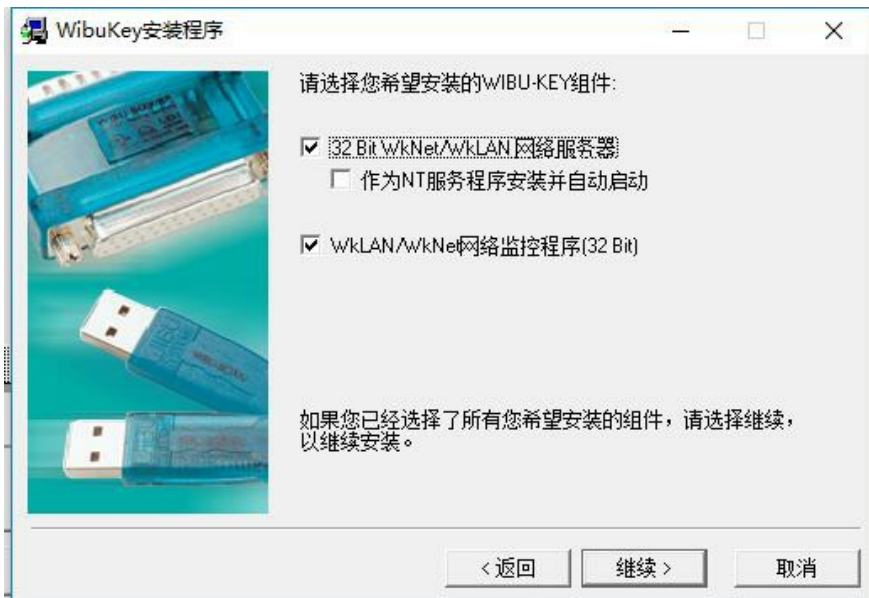 WibuKey安装程序
请选择您希望安装的WIBU-KEY组件:
32 Bit WkNet/WkLAN 网络服务器
作为NT服务程序安装并自动启动
WkLAN/WkNet网络监控程序(32 Bit)
如果您已经选择了所有您希望安装的组件，请选择继续，
以继续安装。
<返回
继续>
取消